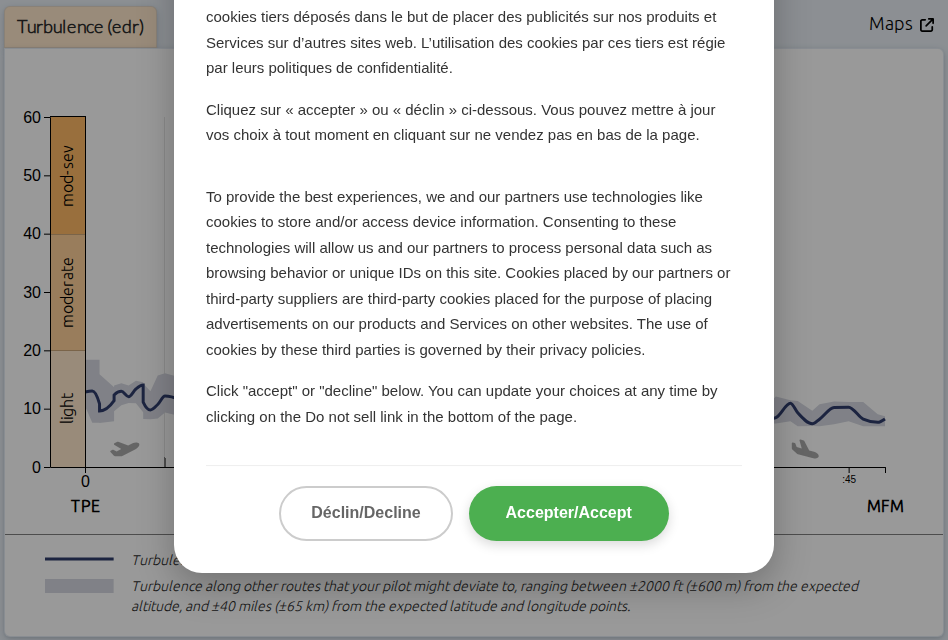 Turbulence (edr)
Maps
cookies tiers déposés dans le but de placer des publicités sur nos produits et
Services sur d'autres sites web. L'utilisation des cookies par ces tiers est régie
par leurs politiques de confidentialité.
Cliquez sur « accepter » ou « déclin » ci-dessous. Vous pouvez mettre à jour
vos choix à tout moment en cliquant sur ne vendez pas en bas de la page.
To provide the best experiences, we and our partners use technologies like
cookies to store and/or access device information. Consenting to these
technologies will allow us and our partners to process personal data such as
browsing behavior or unique IDs on this site. Cookies placed by our partners or
third-party suppliers are third-party cookies placed for the purpose of placing
advertisements on our products and Services on other websites. The use of
cookies by these third parties is governed by their privacy policies.
Click "accept" or "decline" below. You can update your choices at any time by
clicking on the Do not sell link in the bottom of the page.
Déclin/Decline
Accepter/Accept
60
50
40
30
20
10
0
mod-sev
moderate
light
0
:45
TPE
MFM
Turbule
Turbulence along other routes that your pilot might deviate to, ranging between ±2000 ft (±600 m) from the expected
altitude, and ±40 miles (±65 km) from the expected latitude and longitude points.